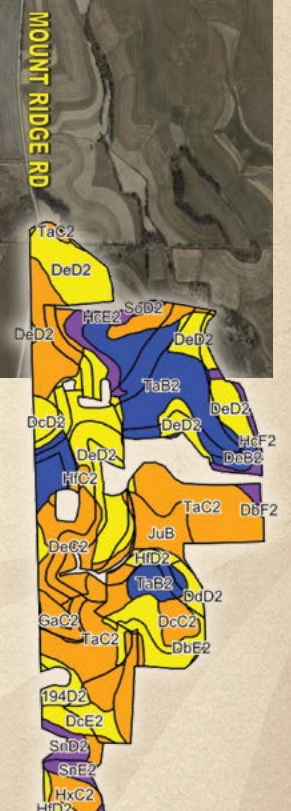 MOUNT RIDGE RD
TaC2
DeD2
HcE2 SoD2
DeD2
DeD2
TaB2
DeD2
DcD2
DeD2
HcF2
DeD2
DeB2
HfC2
DbF2
TaC2
JuB
DeC2
HfD2
TaB2
DdD2
GaC2
DcC2
TaC2
DbE2
194D2
DcE2
SnD2
SnE2
HxC2
HfD2